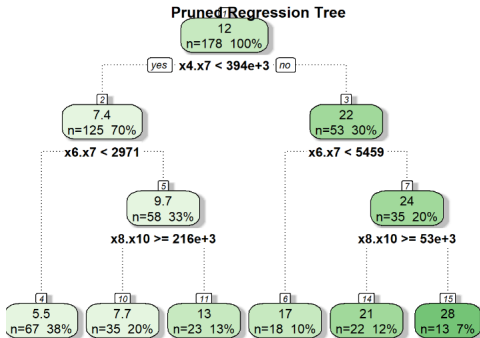 Pruned Regression Tree
1
12
n=178 100%
yes x4.x7 < 394e+3 no
2
7.4
n=125 70%
3
22
n=53 30%
x6.x7 < 2971
x6.x7 < 5459
5
9.7
n=58 33%
7
24
n=35 20%
x8.x10 >= 216e+3
x8.x10 >= 53e+3
4
5.5
n=67 38%
10
7.7
n=35 20%
11
13
n=23 13%
6
17
n=18 10%
14
21
n=22 12%
15
28
n=13 7%